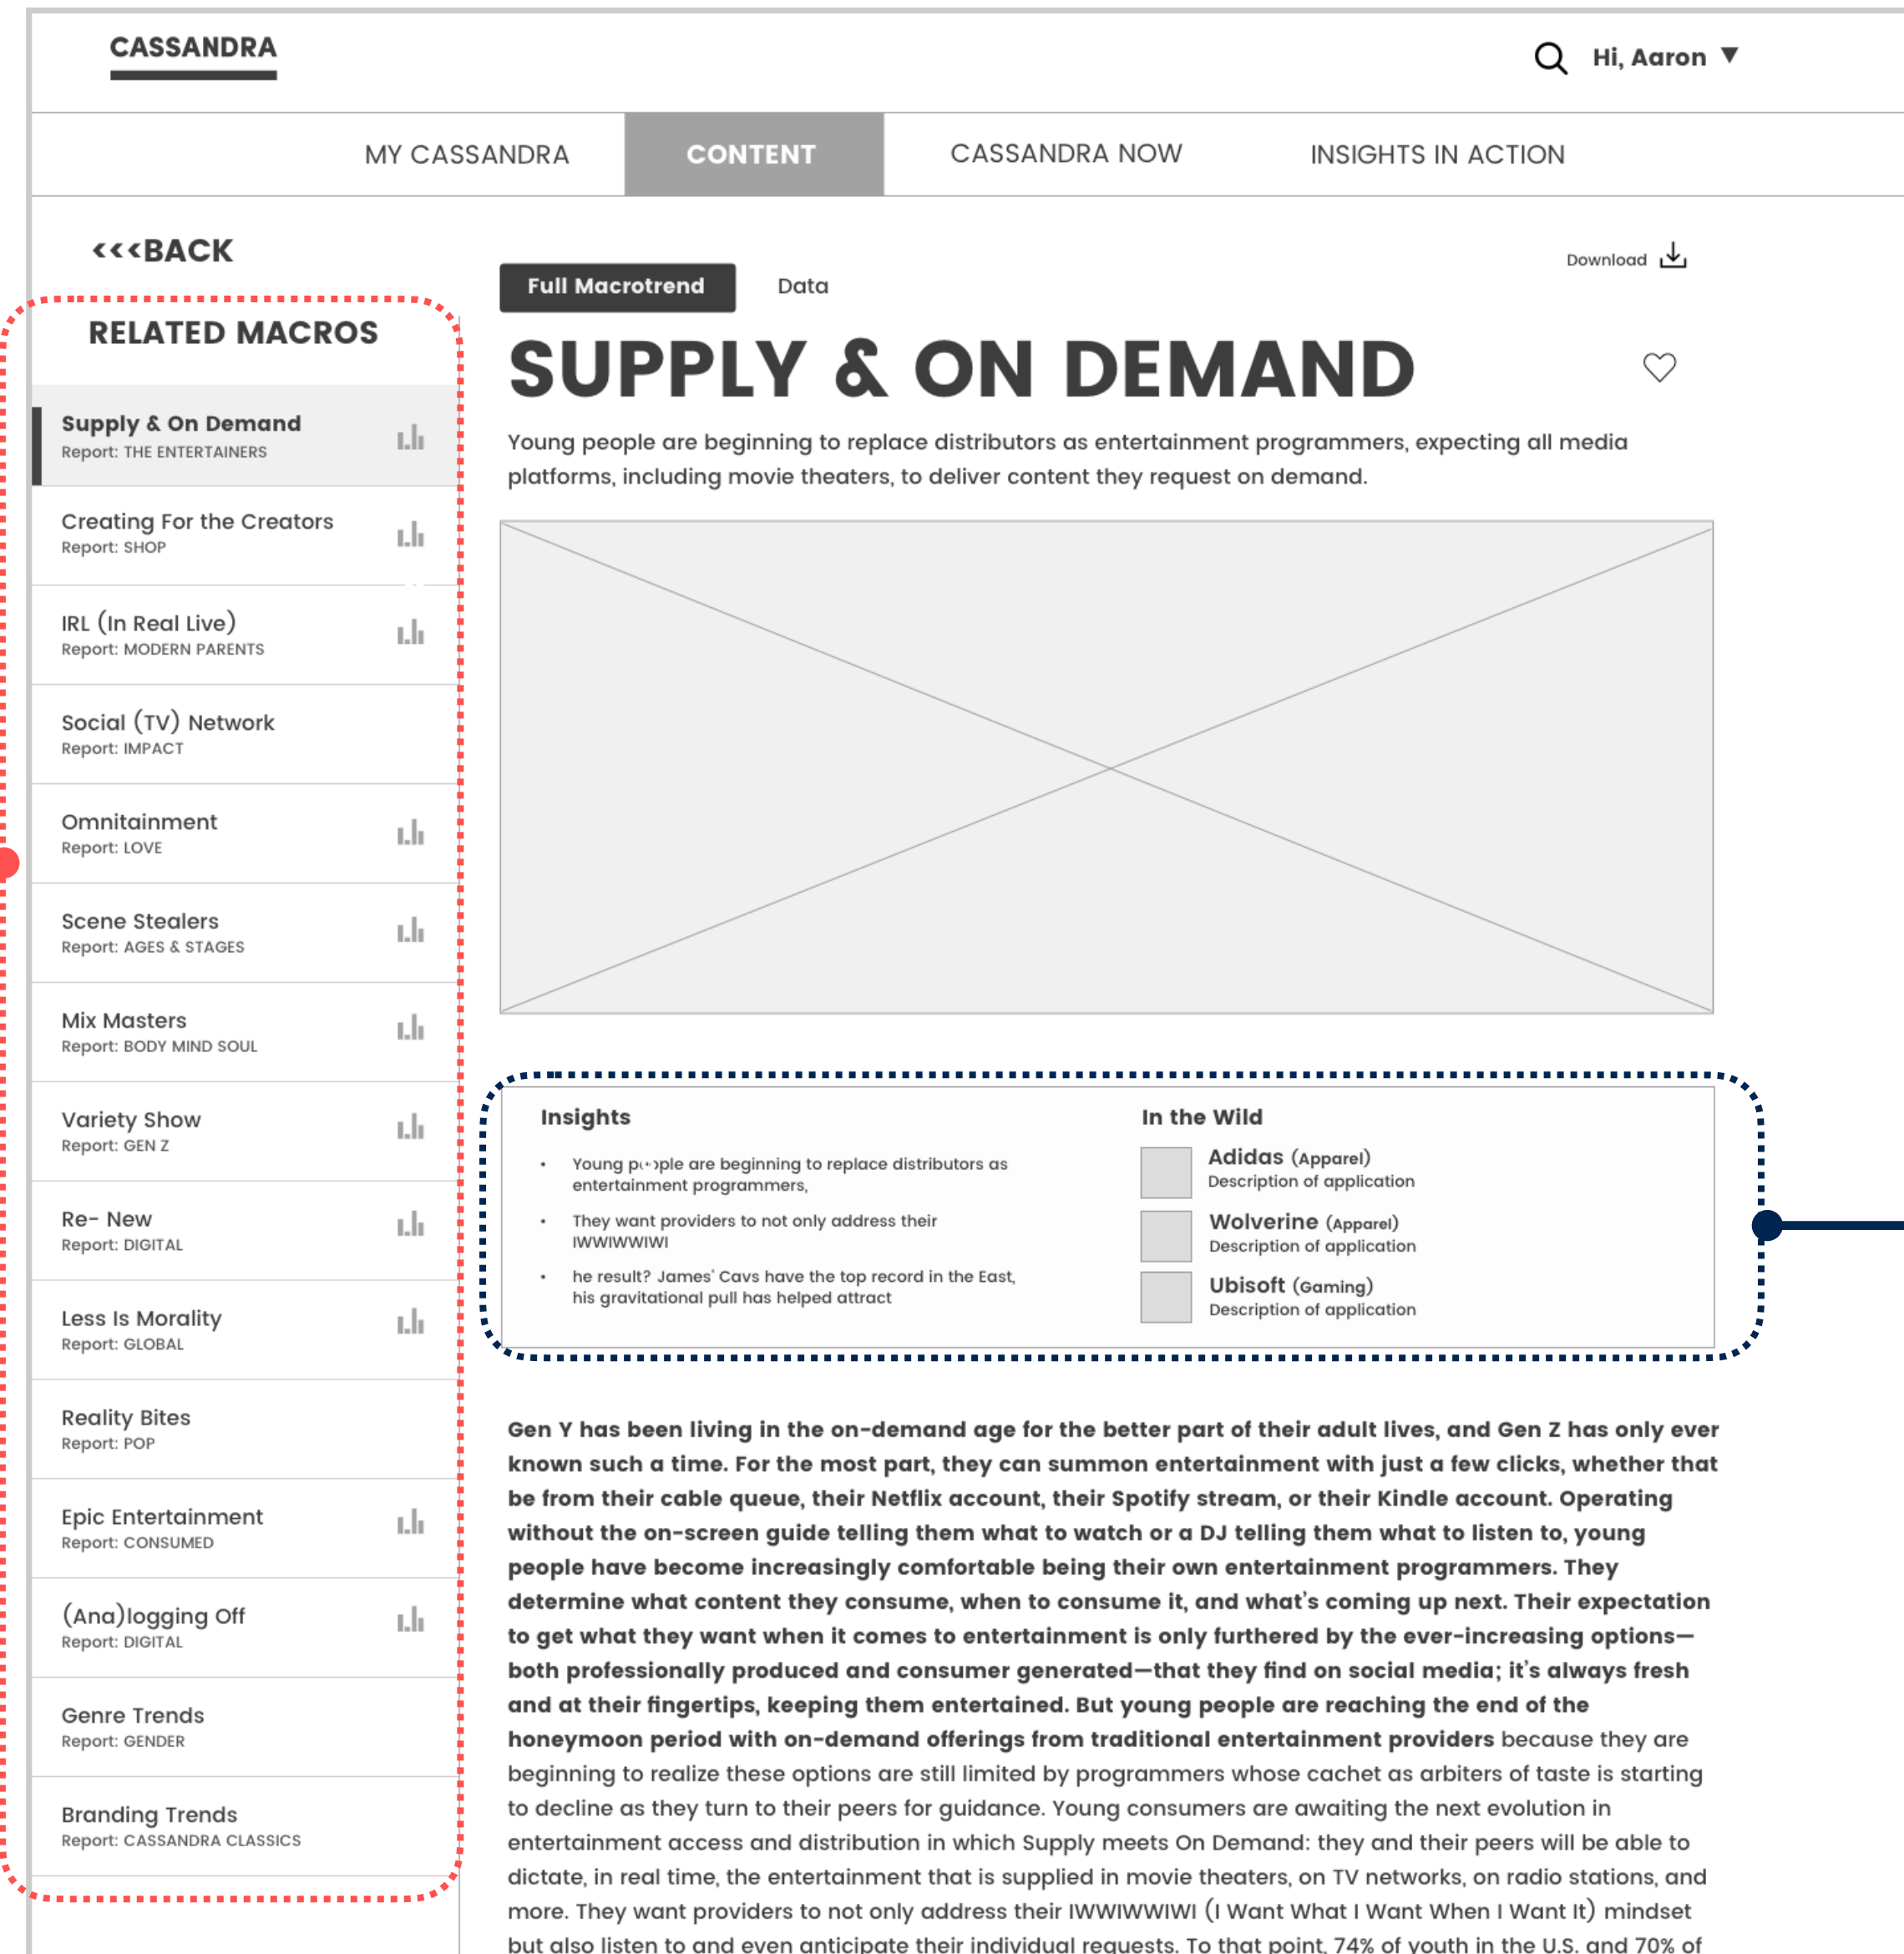 CASSANDRA
Hi, Aaron
MY CASSANDRA
CONTENT
CASSANDRA NOW
INSIGHTS IN ACTION
<<<BACK
RELATED MACROS
Supply & On Demand
Report: THE ENTERTAINERS
Creating For the Creators
Report: SHOP
IRL (In Real Live)
Report: MODERN PARENTS
Social (TV) Network
Report: IMPACT
Omnitainment
Report: LOVE
Scene Stealers
Report: AGES & STAGES
Mix Masters
Report: BODY MIND SOUL
Variety Show
Report: GEN Z
Re- New
Report: DIGITAL
Less Is Morality
Report: GLOBAL
Reality Bites
Report: POP
Epic Entertainment
Report: CONSUMED
(Ana)logging Off
Report: DIGITAL
Genre Trends
Report: GENDER
Branding Trends
Report: CASSANDRA CLASSICS
Full Macrotrend
Data
Download
SUPPLY & ON DEMAND
Young people are beginning to replace distributors as entertainment programmers, expecting all media
platforms, including movie theaters, to deliver content they request on demand.
Insights
• Young people are beginning to replace distributors as
entertainment programmers,
• They want providers to not only address their
IWWIWWIWI
• he result? James' Cavs have the top record in the East,
his gravitational pull has helped attract
In the Wild
Adidas (Apparel)
Description of application
Wolverine (Apparel)
Description of application
Ubisoft (Gaming)
Description of application
Gen Y has been living in the on-demand age for the better part of their adult lives, and Gen Z has only ever
known such a time. For the most part, they can summon entertainment with just a few clicks, whether that
be from their cable queue, their Netflix account, their Spotify stream, or their Kindle account. Operating
without the on-screen guide telling them what to watch or a DJ telling them what to listen to, young
people have become increasingly comfortable being their own entertainment programmers. They
determine what content they consume, when to consume it, and what's coming up next. Their expectation
to get what they want when it comes to entertainment is only furthered by the ever-increasing options—
both professionally produced and consumer generated—that they find on social media; it's always fresh
and at their fingertips, keeping them entertained. But young people are reaching the end of the
honeymoon period with on-demand offerings from traditional entertainment providers because they are
beginning to realize these options are still limited by programmers whose cachet as arbiters of taste is starting
to decline as they turn to their peers for guidance. Young consumers are awaiting the next evolution in
entertainment access and distribution in which Supply meets On Demand: they and their peers will be able to
dictate, in real time, the entertainment that is supplied in movie theaters, on TV networks, on radio stations, and
more. They want providers to not only address their IWWIWWIWI (I Want What I Want When I Want It) mindset
but also listen to and even anticipate their individual requests. To that point, 74% of youth in the U.S. and 70% of